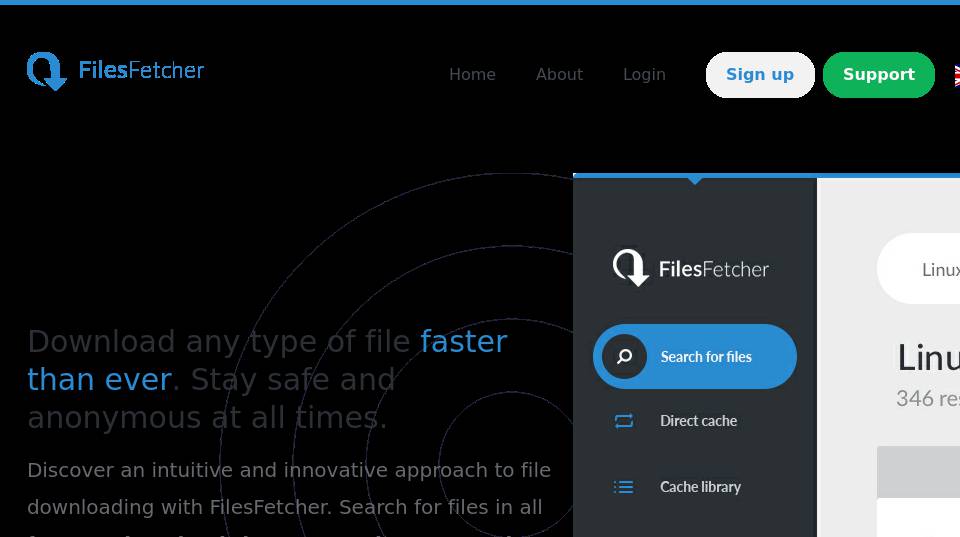 FilesFetcher
Home About Login Sign up Support
FilesFetcher
Linux
Search for files
Linu
346 res
Direct cache
Cache library
Download any type of file faster
than ever. Stay safe and
anonymous at all times.
Discover an intuitive and innovative approach to file
downloading with FilesFetcher. Search for files in all